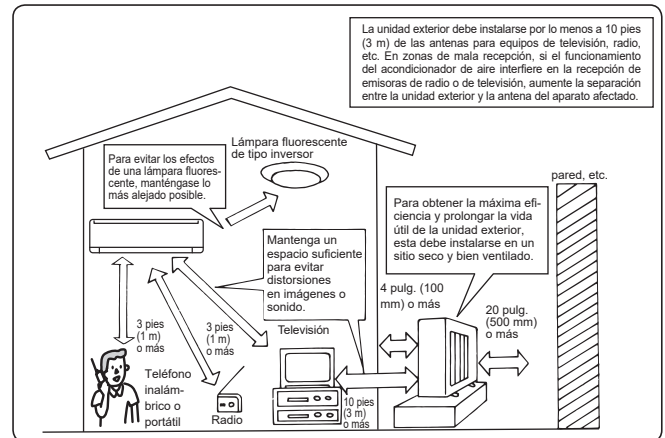 La unidad exterior debe instalarse por lo menos a 10 pies
(3 m) de las antenas para equipos de televisión, radio,
etc. En zonas de mala recepción, si el funcionamiento
del acondicionador de aire interfiere en la recepción de
emisoras de radio o de televisión, aumente la separación
entre la unidad exterior y la antena del aparato afectado.
Lámpara fluorescente
de tipo inversor
Para evitar los efectos
de una lámpara fluores-
cente, manténgase lo
más alejado posible.
pared, etc.
Para obtener la máxima efi-
ciencia y prolongar la vida
útil de la unidad exterior,
esta debe instalarse en un
sitio seco y bien ventilado.
Mantenga un
espacio suficiente
para evitar
distorsiones
en imágenes o
sonido.
4 pulg. (100
mm) o más
20 pulg.
(500 mm)
o más
3 pies
(1 m)
o más
3 pies
(1 m)
o más
Televisión
Teléfono
inalám-
brico o
portátil
Radio
10 pies
(3 m)
o más